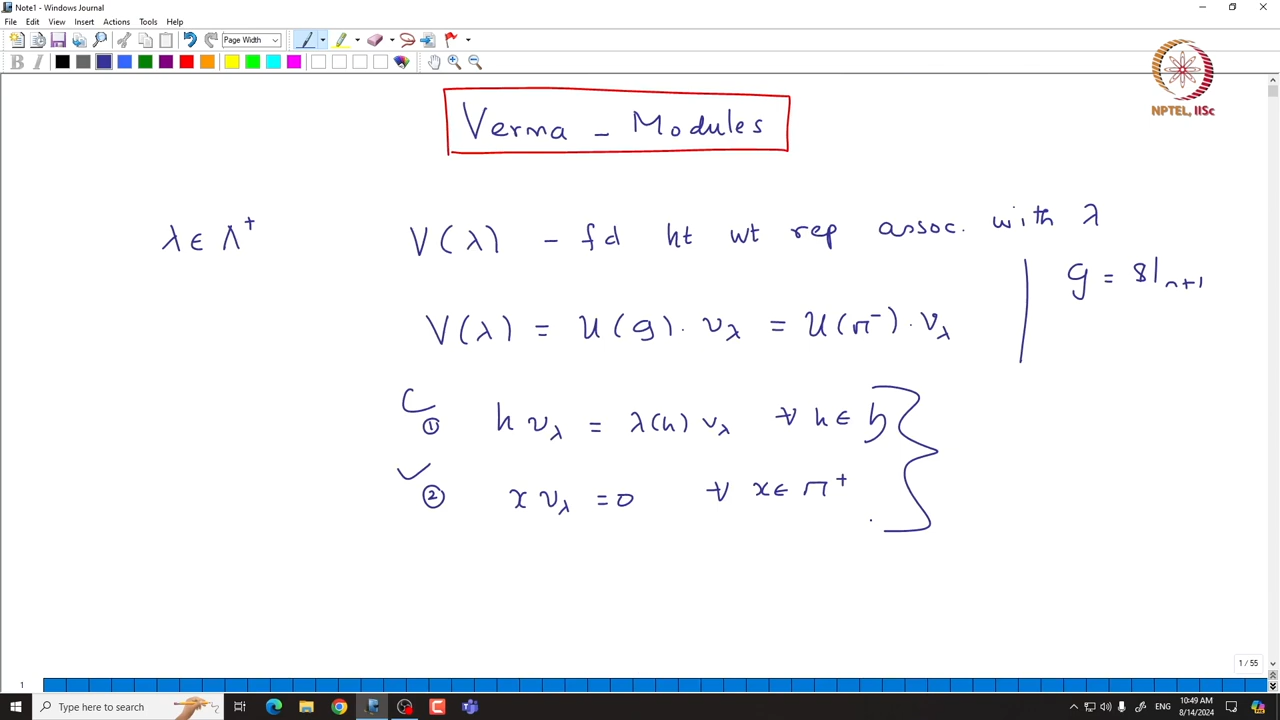 Note1 - Windows Journal
File Edit View Insert Actions Tools Help
Page Width
B I
NPTEL, IISc
Verma - Modules
λ ∈ Λ⁺ V(λ) - fd ht wt rep assoc. with λ
g = sl_{n+1}
V(λ) = U(g) · v_λ = U(n⁻) · v_λ
① h v_λ = λ(h) v_λ ∀ h ∈ h
② x v_λ = 0 ∀ x ∈ n⁺
1 / 55
1
Type here to search
ENG
10:49 AM
8/14/2024